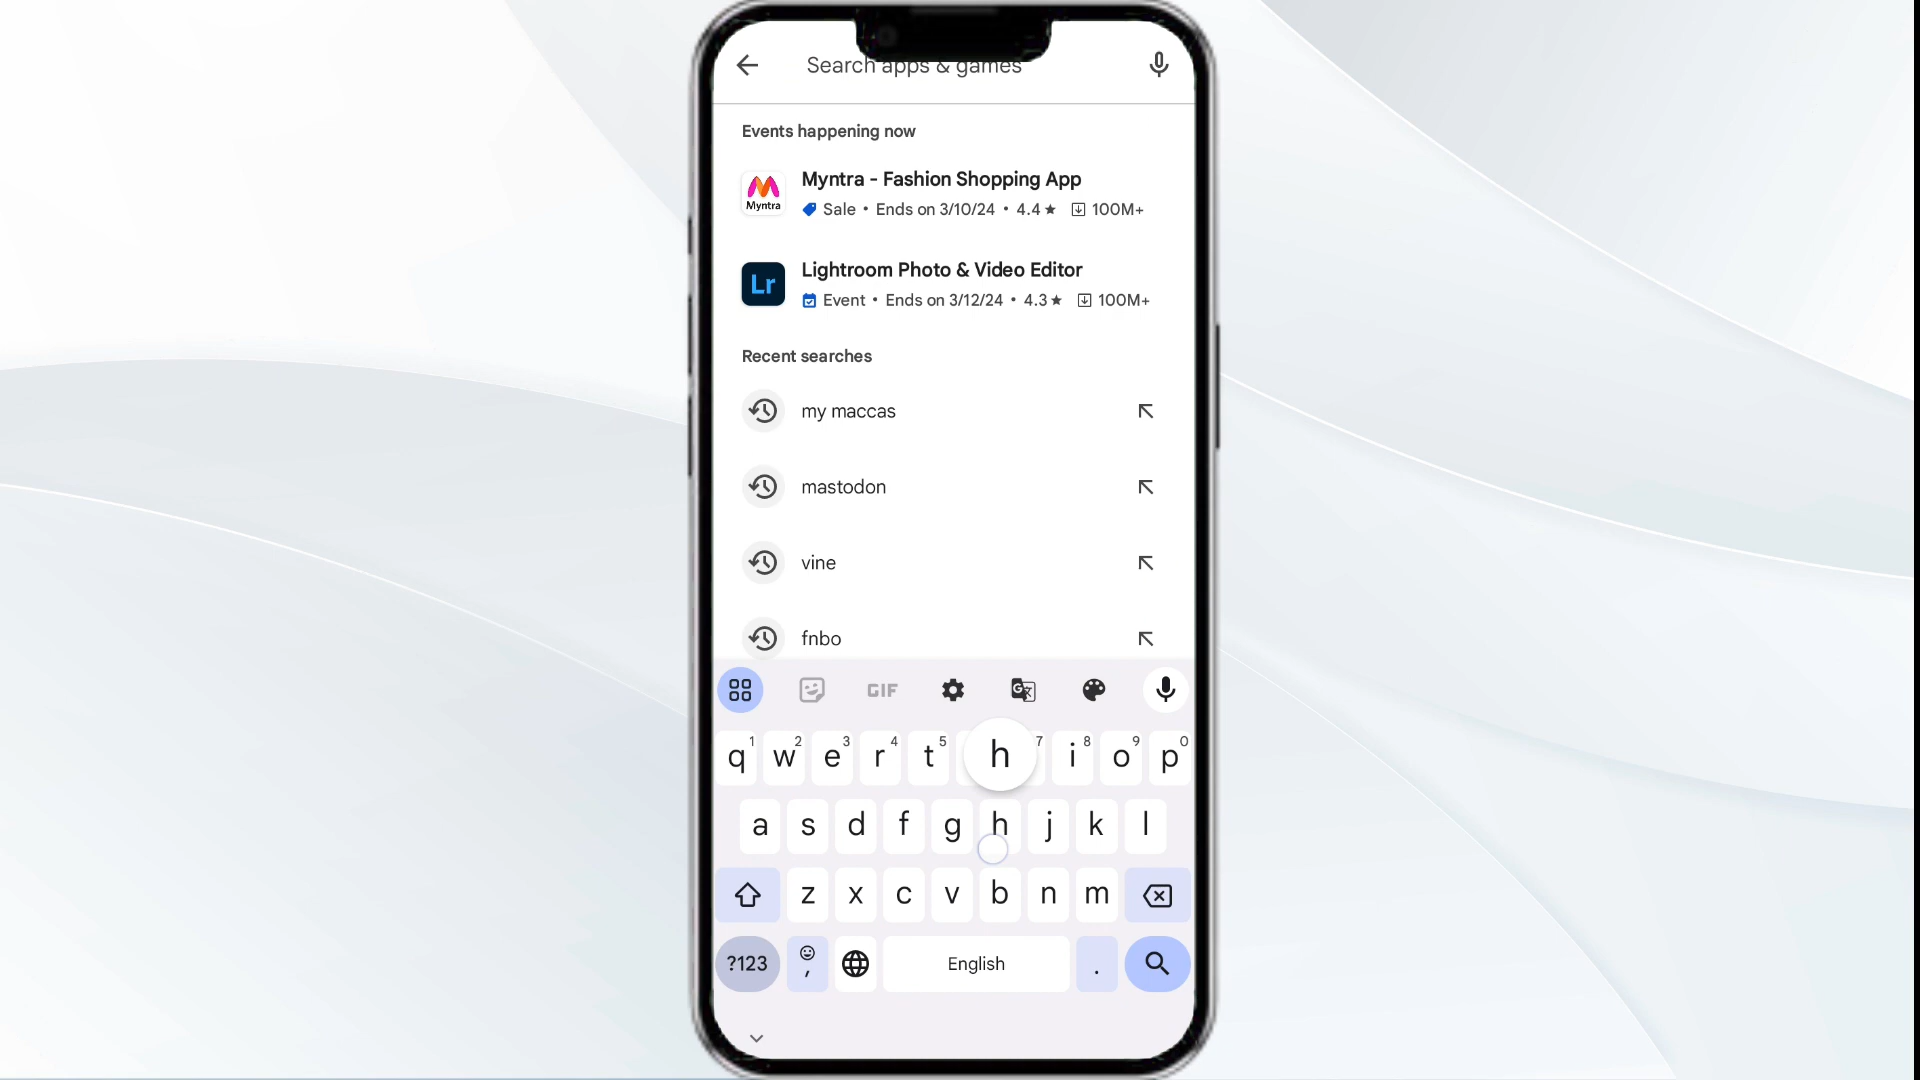 Search apps & games
Events happening now
Myntra - Fashion Shopping App
Myntra
Sale • Ends on 3/10/24 • 4.4 ★ 100M+
Lightroom Photo & Video Editor
Lr
Event • Ends on 3/12/24 • 4.3 ★ 100M+
Recent searches
my maccas
mastodon
vine
fnbo
GIF
G
q1 w2 e3 r4 t5 h 7 i8 o9 p0
a s d f g h j k l
z x c v b n m
?123 , English .